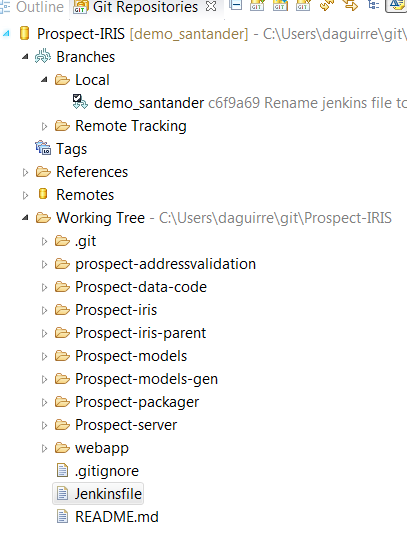 Outline Git Repositories
Prospect-IRIS [demo_santander] - C:\Users\daguirre\git\
Branches
Local
demo_santander c6f9a69 Rename jenkins file to
Remote Tracking
Tags
References
Remotes
Working Tree - C:\Users\daguirre\git\Prospect-IRIS
.git
prospect-addressvalidation
Prospect-data-code
Prospect-iris
Prospect-iris-parent
Prospect-models
Prospect-models-gen
Prospect-packager
Prospect-server
webapp
.gitignore
Jenkinsfile
README.md